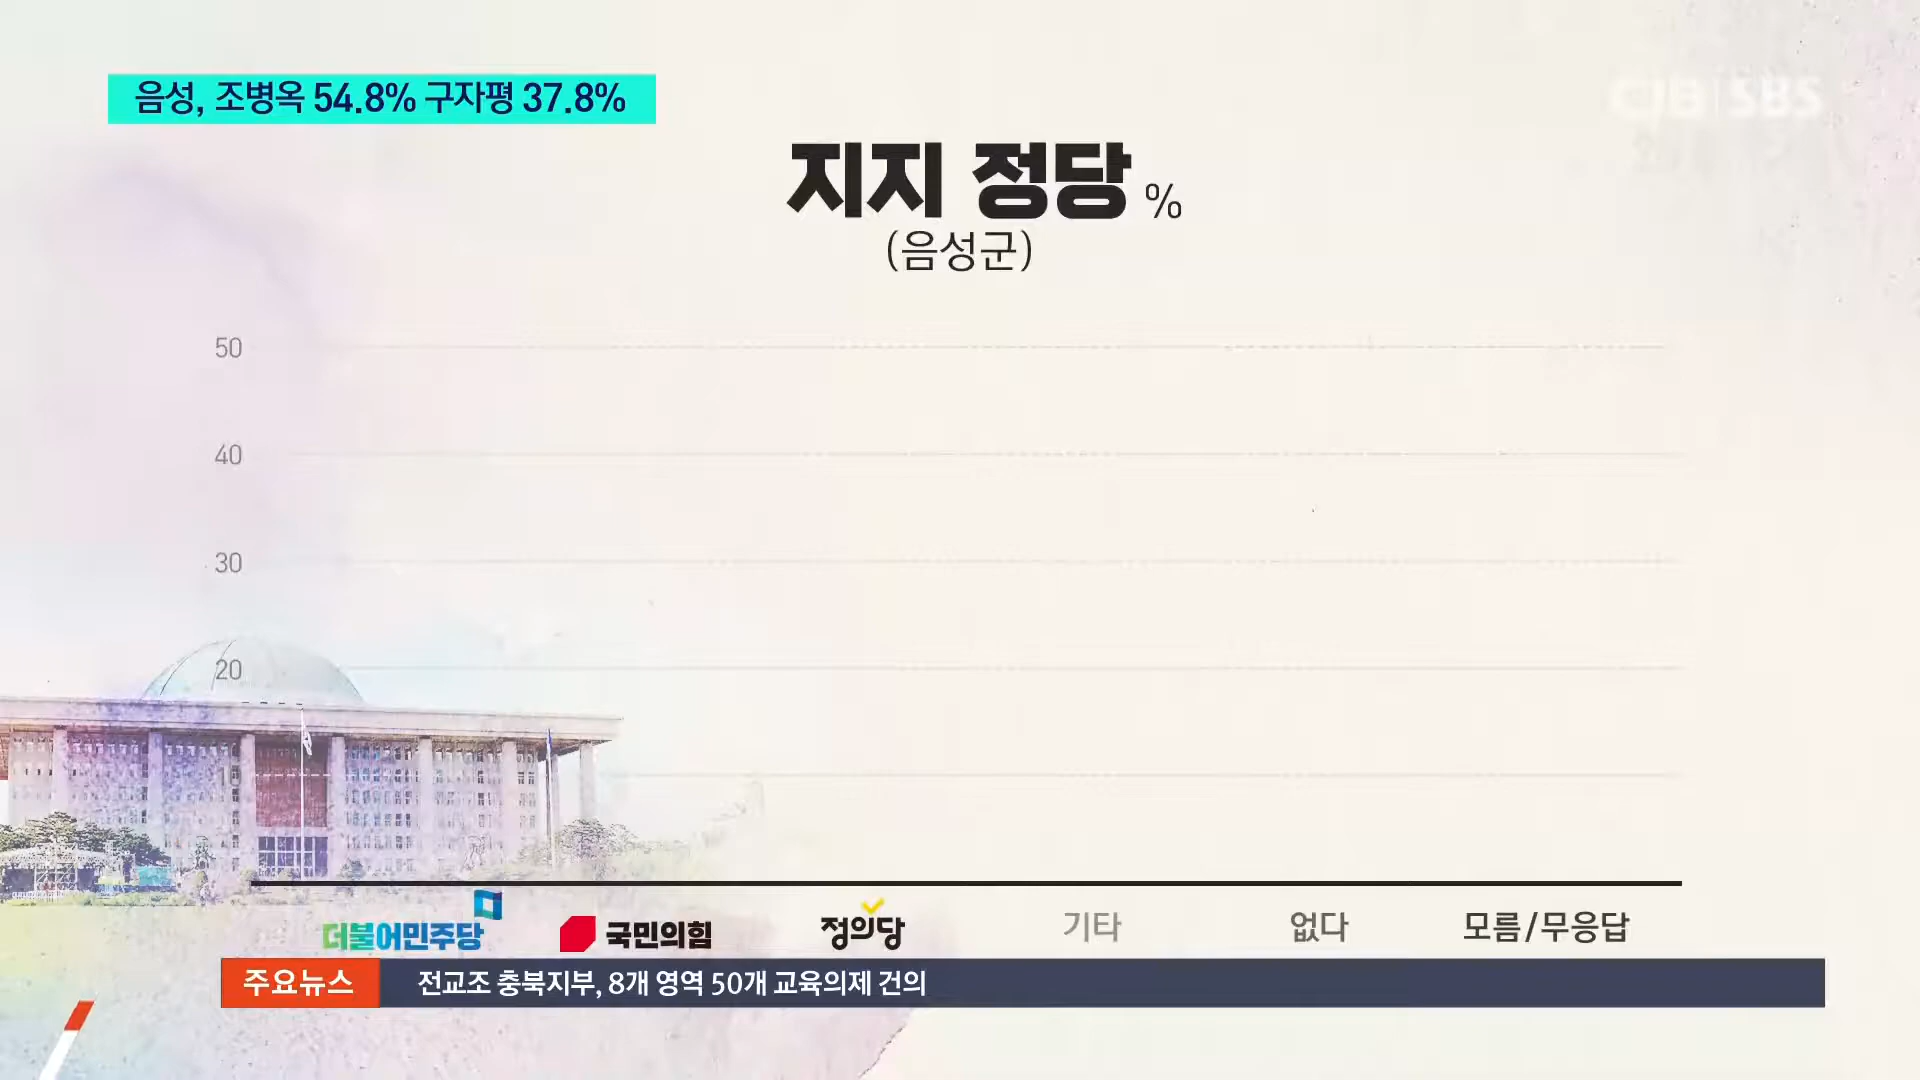 음성, 조병옥 54.8% 구자평 37.8%
CJB SBS
지지 정당 %
(음성군)
50
40
30
20
10
더불어민주당 국민의힘 정의당 기타 없다 모름/무응답
주요뉴스 전교조 충북지부, 8개 영역 50개 교육의제 건의